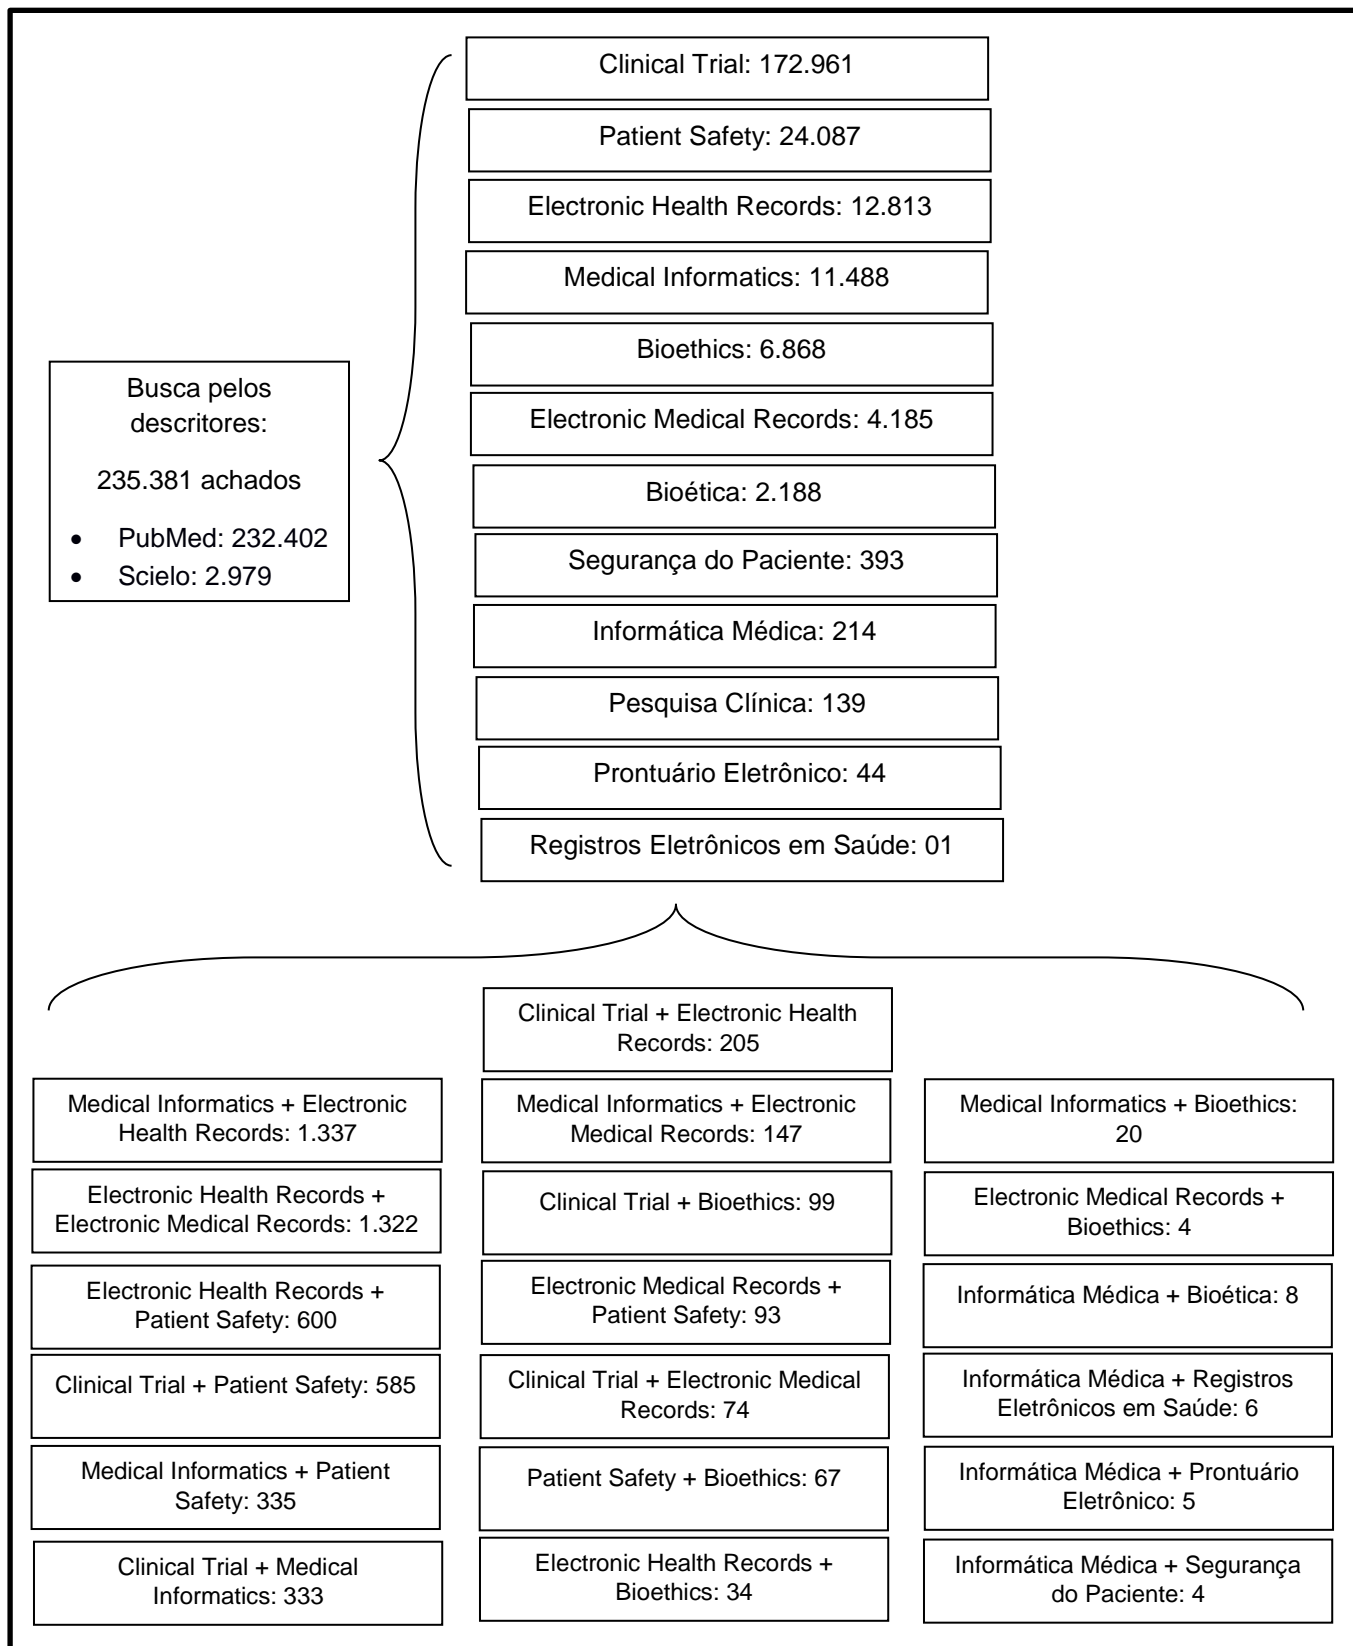 Clinical Trial: 172.961
Patient Safety: 24.087
Electronic Health Records: 12.813
Medical Informatics: 11.488
Bioethics: 6.868
Electronic Medical Records: 4.185
Bioética: 2.188
Segurança do Paciente: 393
Informática Médica: 214
Pesquisa Clínica: 139
Prontuário Eletrônico: 44
Registros Eletrônicos em Saúde: 01
Busca pelos
descritores:
235.381 achados
• PubMed: 232.402
• Scielo: 2.979
Clinical Trial + Electronic Health
Records: 205
Medical Informatics + Electronic
Health Records: 1.337
Electronic Health Records +
Electronic Medical Records: 1.322
Electronic Health Records +
Patient Safety: 600
Clinical Trial + Patient Safety: 585
Medical Informatics + Patient
Safety: 335
Clinical Trial + Medical
Informatics: 333
Medical Informatics + Electronic
Medical Records: 147
Clinical Trial + Bioethics: 99
Electronic Medical Records +
Patient Safety: 93
Clinical Trial + Electronic Medical
Records: 74
Patient Safety + Bioethics: 67
Electronic Health Records +
Bioethics: 34
Medical Informatics + Bioethics:
20
Electronic Medical Records +
Bioethics: 4
Informática Médica + Bioética: 8
Informática Médica + Registros
Eletrônicos em Saúde: 6
Informática Médica + Prontuário
Eletrônico: 5
Informática Médica + Segurança
do Paciente: 4